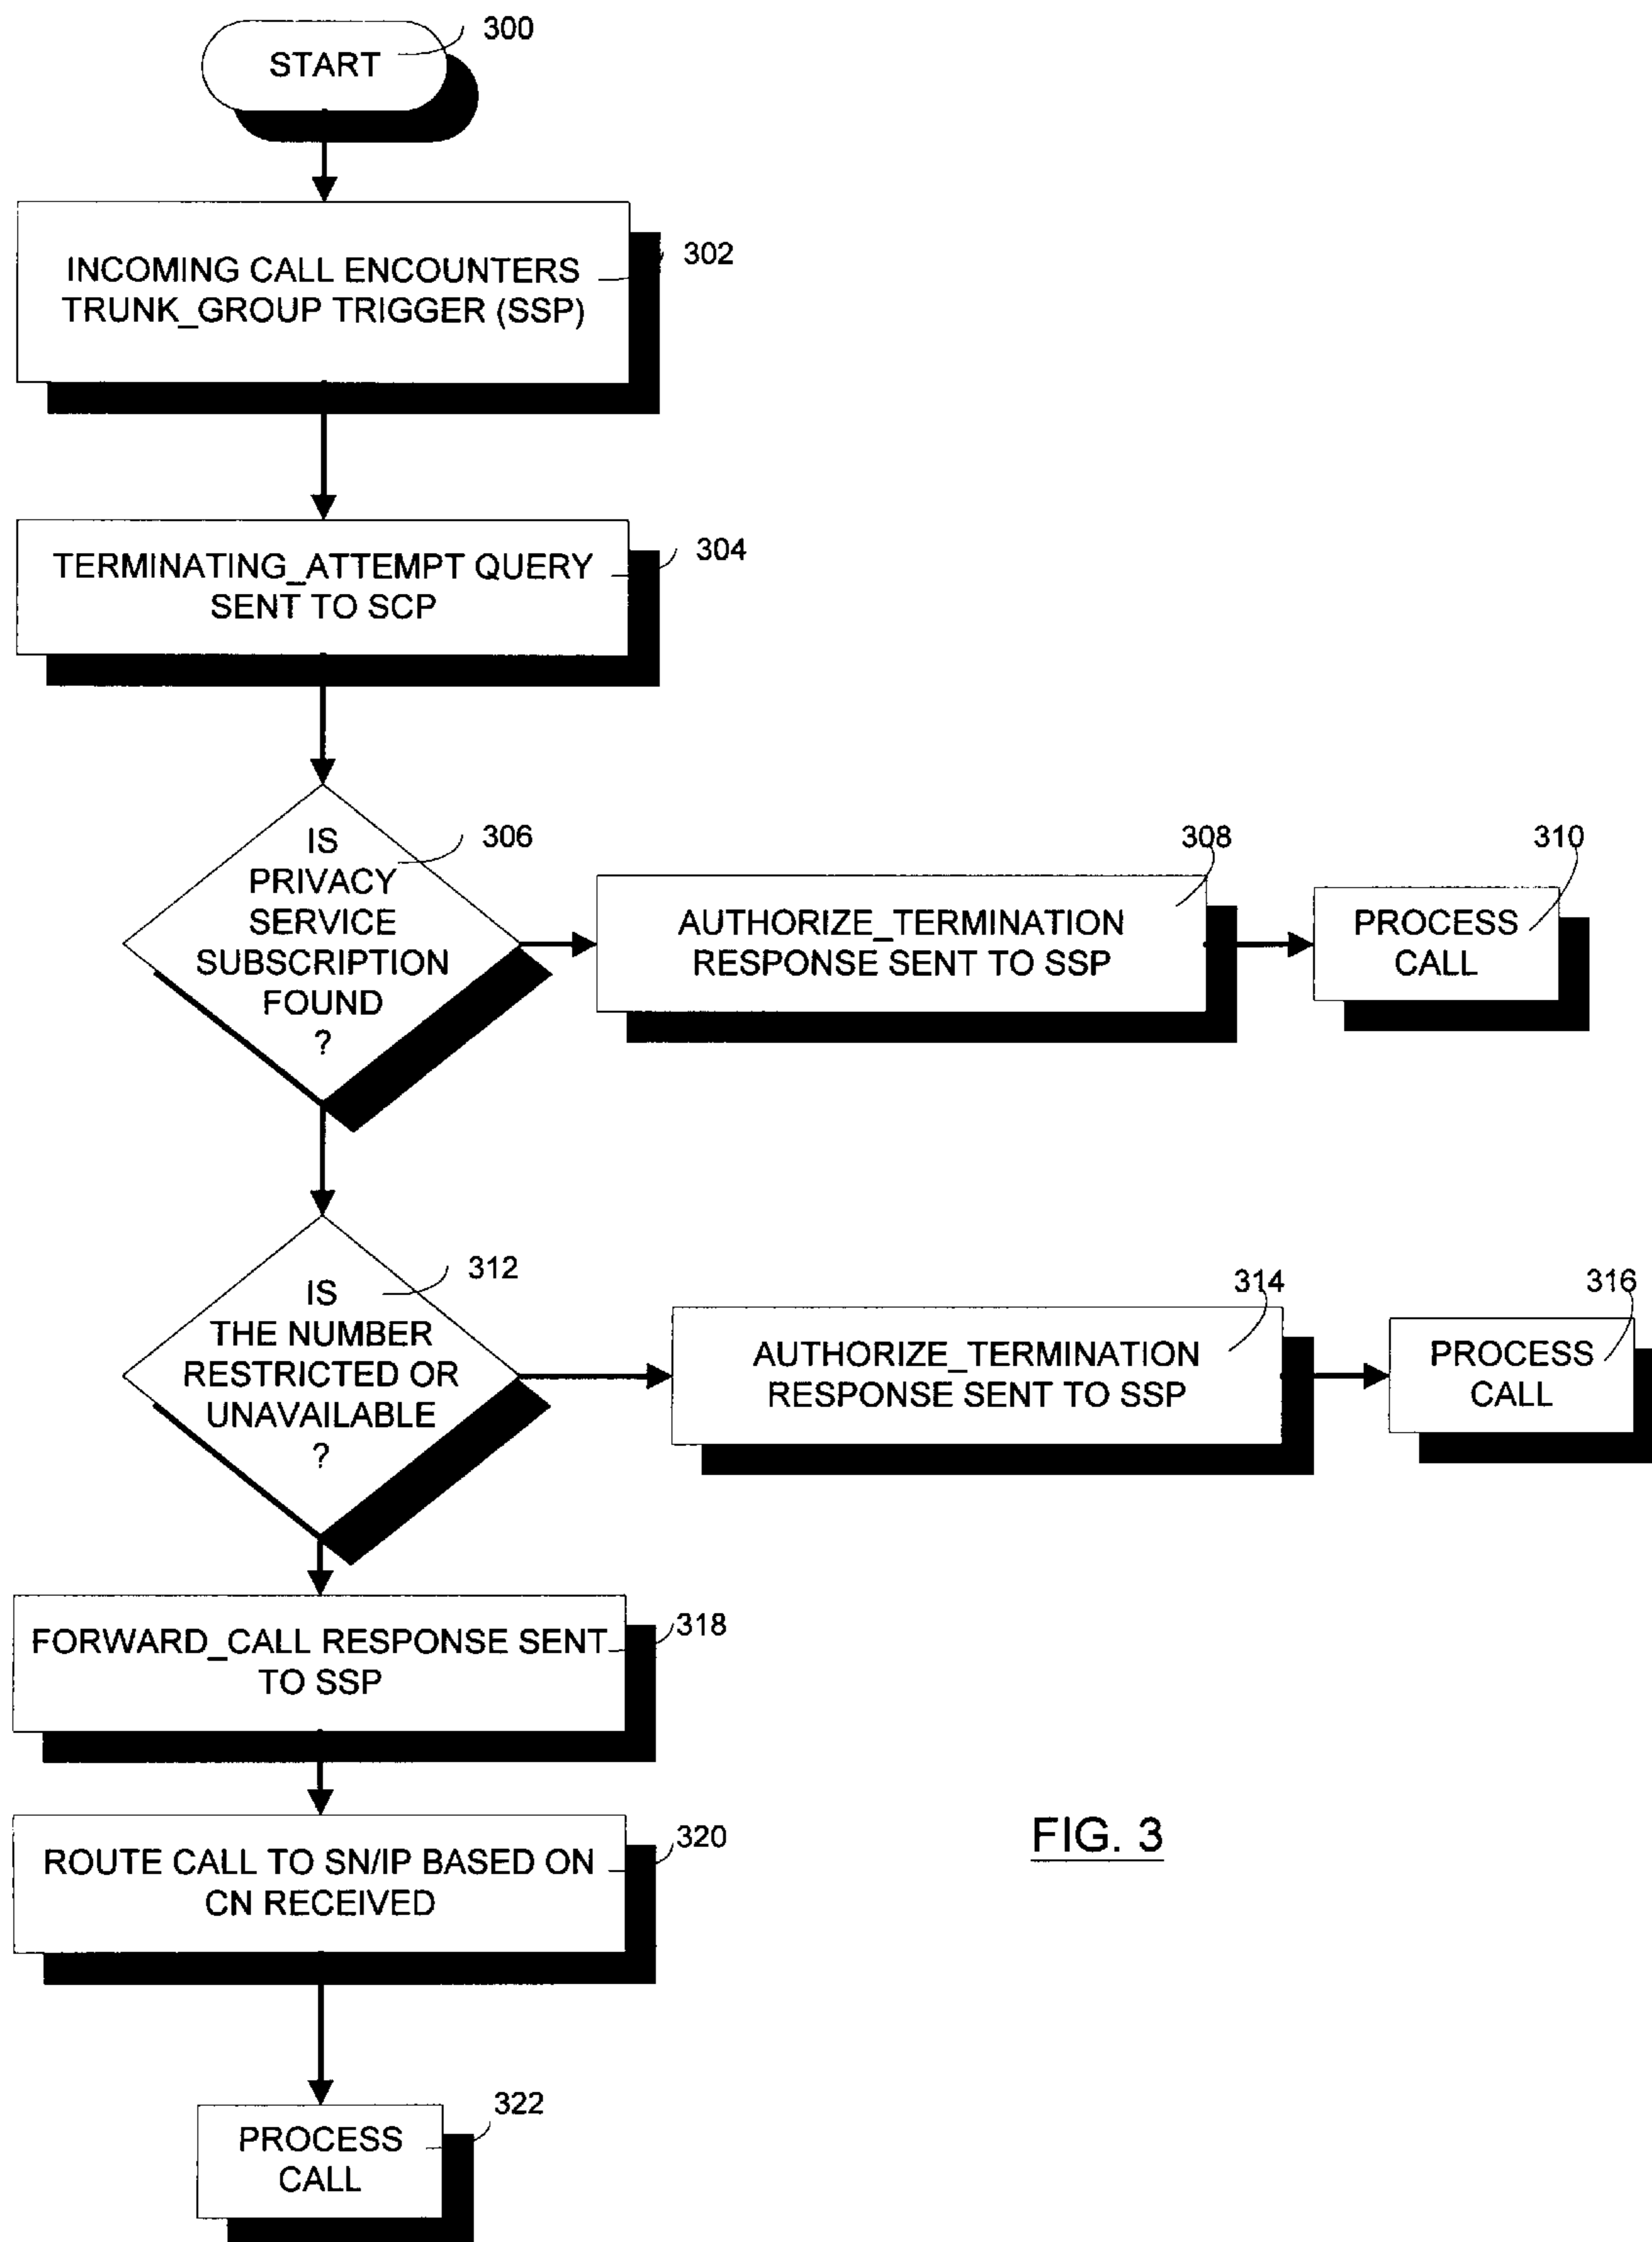 START
300
INCOMING CALL ENCOUNTERS
TRUNK_GROUP TRIGGER (SSP)
302
TERMINATING_ATTEMPT QUERY
SENT TO SCP
304
IS
PRIVACY
SERVICE
SUBSCRIPTION
FOUND
?
306
AUTHORIZE_TERMINATION
RESPONSE SENT TO SSP
308
PROCESS
CALL
310
IS
THE NUMBER
RESTRICTED OR
UNAVAILABLE
?
312
AUTHORIZE_TERMINATION
RESPONSE SENT TO SSP
314
PROCESS
CALL
316
FORWARD_CALL RESPONSE SENT
TO SSP
318
ROUTE CALL TO SN/IP BASED ON
CN RECEIVED
320
PROCESS
CALL
322
FIG. 3